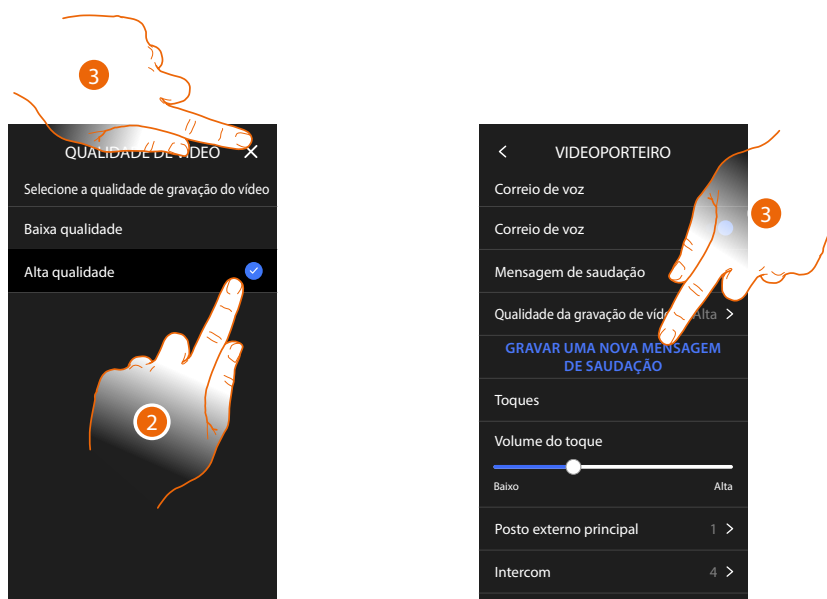 3
QUALIDADE DE VÍDEO
Selecione a qualidade de gravação do vídeo
Baixa qualidade
Alta qualidade
2
VIDEOPORTEIRO
Correio de voz
3
Correio de voz
Mensagem de saudação
Qualidade da gravação de víd Alta
GRAVAR UMA NOVA MENSAGEM
DE SAUDAÇÃO
Toques
Volume do toque
Baixo Alta
Posto externo principal 1
Intercom 4